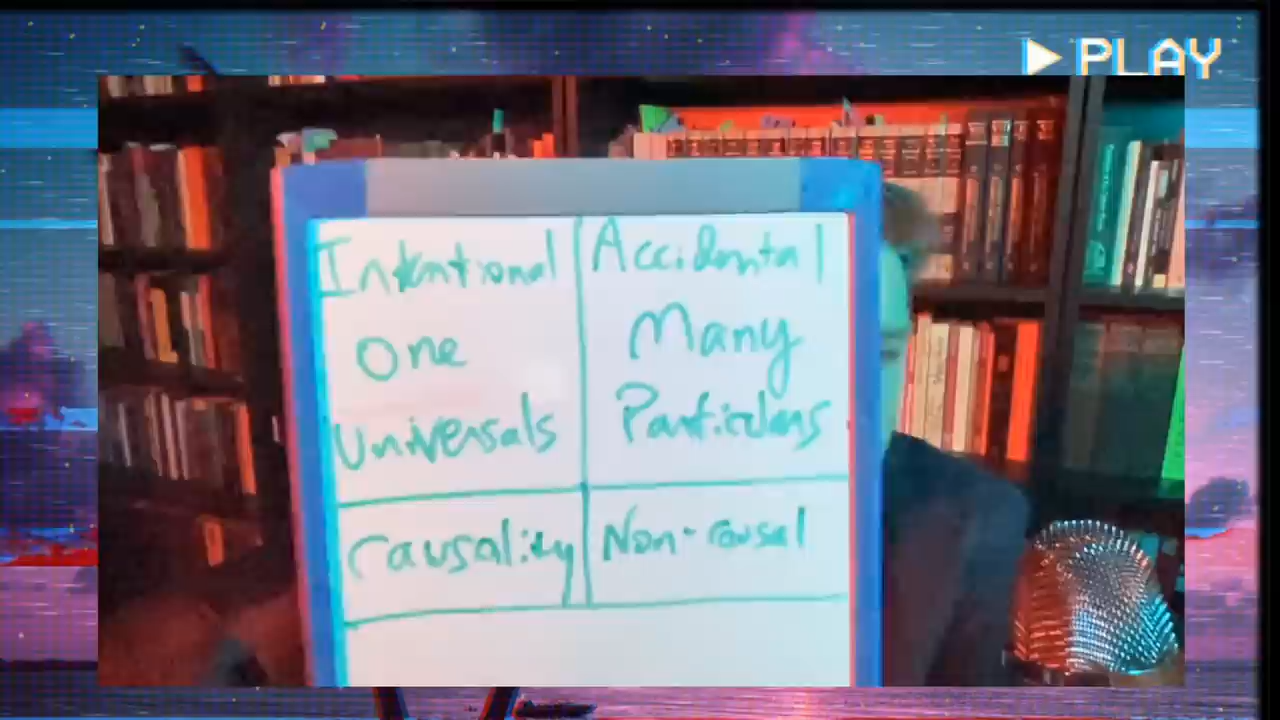 PLAY
Intentional Accidental
One Many
Universals Particulars
Causality Non-causal